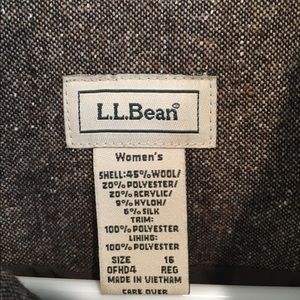 L.L.Bean®
Women's
SHELL:45%WOOL/
20%POLYESTER/
20%ACRYLIC/
9%NYLON/
6%SILK
TRIM:
100%POLYESTER
LINING:
100%POLYESTER
SIZE 16
0FHD4 REG
MADE IN VIETNAM
CARE OVER